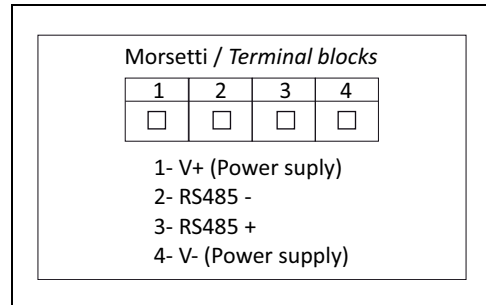 Morsetti / Terminal blocks
1 2 3 4
1- V+ (Power suply)
2- RS485 -
3- RS485 +
4- V- (Power supply)